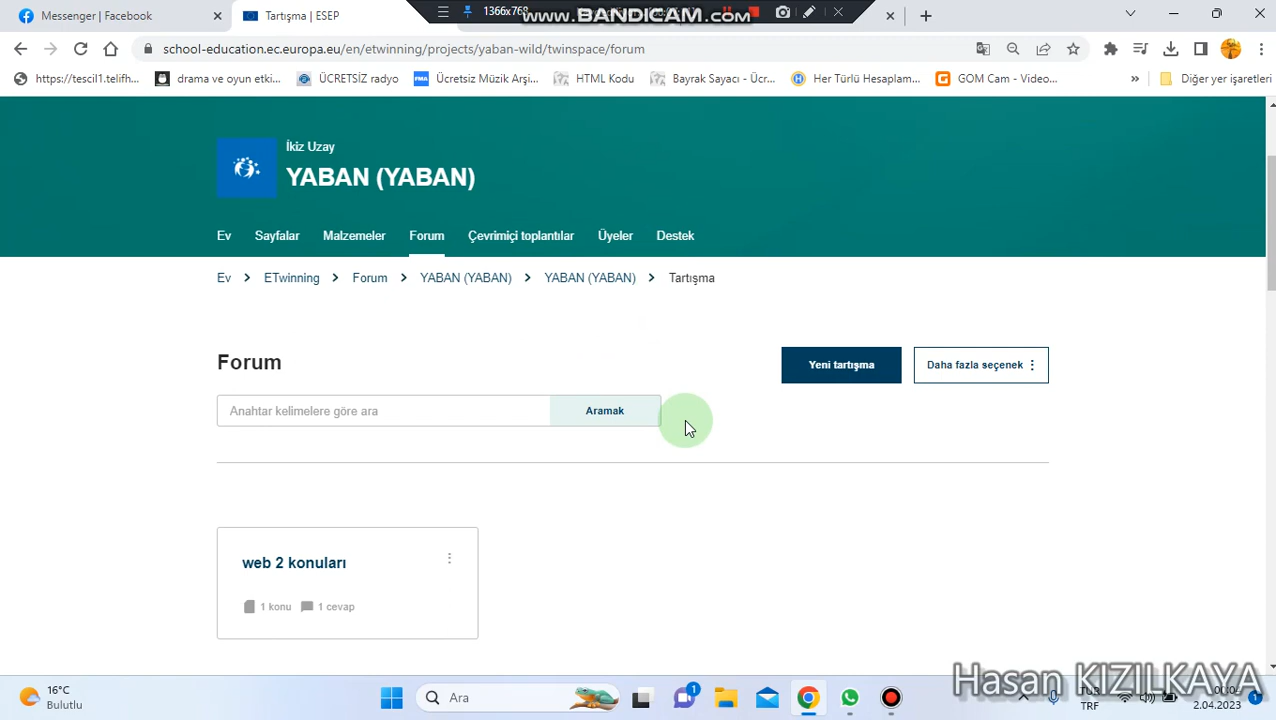 Messenger | Facebook
Tartışma | ESEP
1366x768
www.BANDICAM.com
school-education.ec.europa.eu/en/etwinning/projects/yaban-wild/twinspace/forum
https://tescil1.telifh...
drama ve oyun etki...
ÜCRETSİZ radyo
Ücretsiz Müzik Arşi...
HTML Kodu
Bayrak Sayacı - Ücr...
Her Türlü Hesaplam...
GOM Cam - Video...
»
Diğer yer işaretleri
İkiz Uzay
YABAN (YABAN)
Ev Sayfalar Malzemeler Forum Çevrimiçi toplantılar Üyeler Destek
Ev > ETwinning > Forum > YABAN (YABAN) > YABAN (YABAN) > Tartışma
Forum
Yeni tartışma
Daha fazla seçenek
Anahtar kelimelere göre ara
Aramak
web 2 konuları
1 konu 1 cevap
Hasan KIZILKAYA
16°C
Bulutlu
Ara
1
TRF
2.04.2023
1